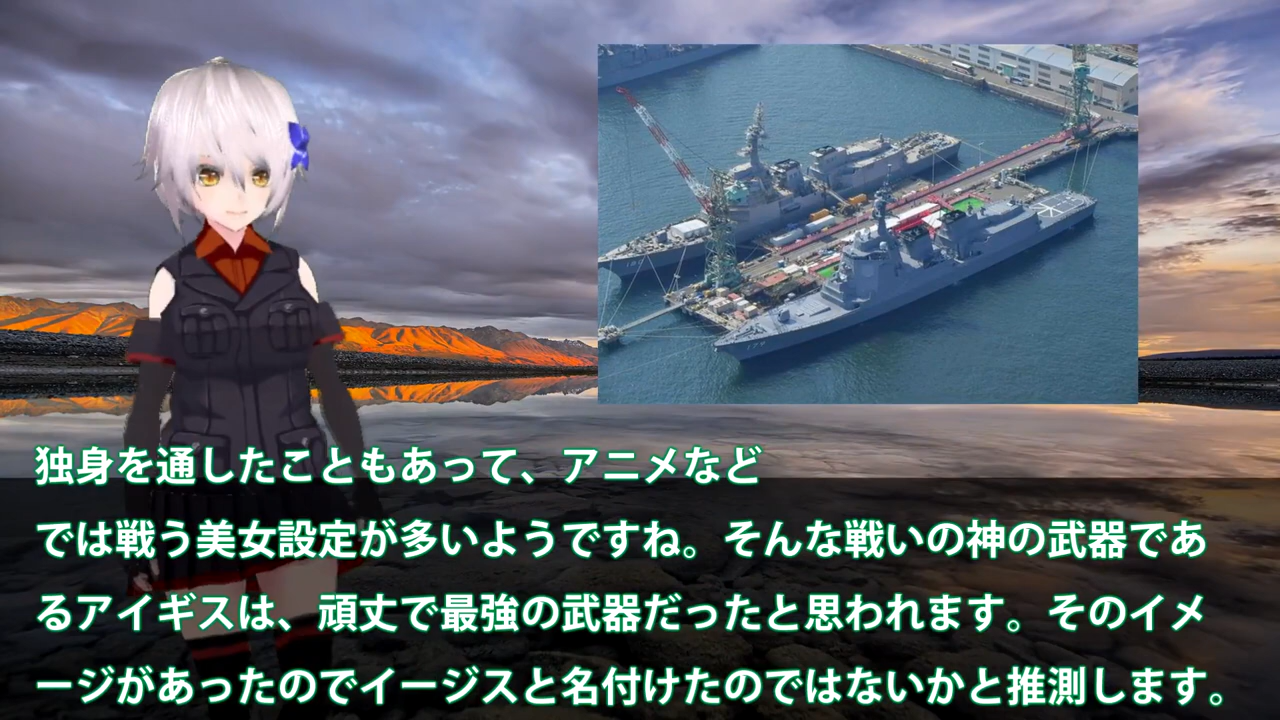 独身を通したこともあって、アニメなど
では戦う美女設定が多いようですね。そんな戦いの神の武器であ
るアイギスは、頑丈で最強の武器だったと思われます。そのイメ
ージがあったのでイージスと名付けたのではないかと推測します。